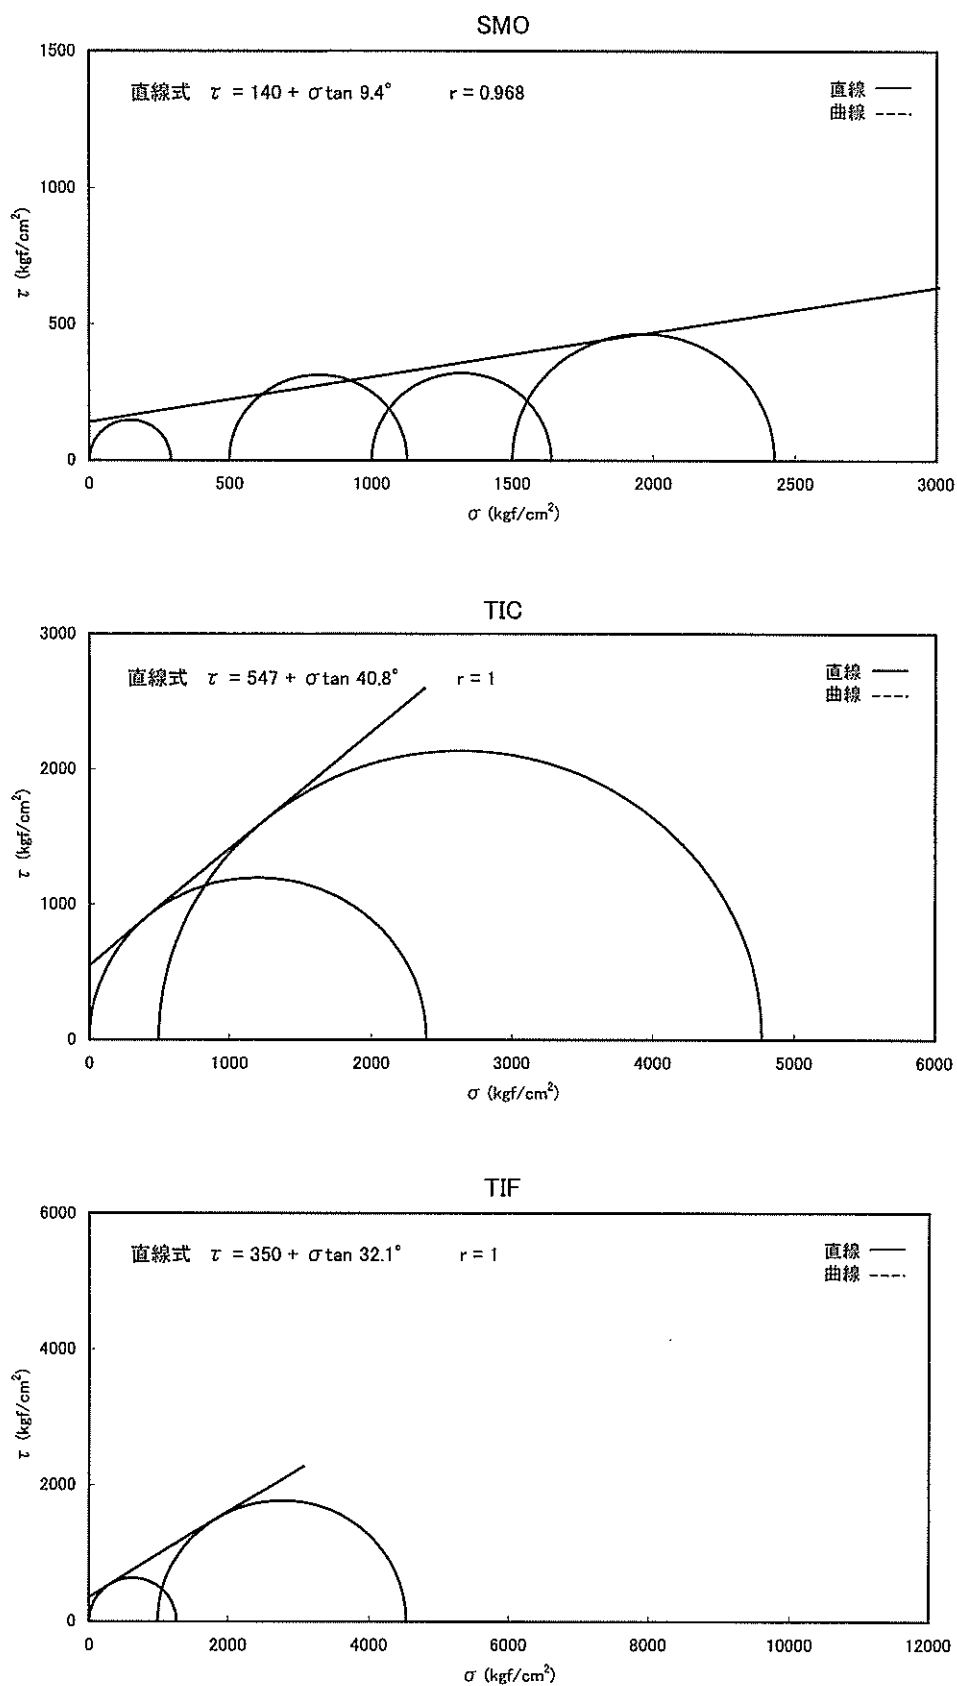 SMO
1500
直線式 τ = 140 + σ tan 9.4° r = 0.968
直線
曲線
1000
τ (kgf/cm²)
500
0
0 500 1000 1500 2000 2500 3000
σ (kgf/cm²)
TIC
3000
直線式 τ = 547 + σ tan 40.8° r = 1
直線
曲線
2000
τ (kgf/cm²)
1000
0
0 1000 2000 3000 4000 5000 6000
σ (kgf/cm²)
TIF
6000
直線式 τ = 350 + σ tan 32.1° r = 1
直線
曲線
4000
τ (kgf/cm²)
2000
0
0 2000 4000 6000 8000 10000 12000
σ (kgf/cm²)